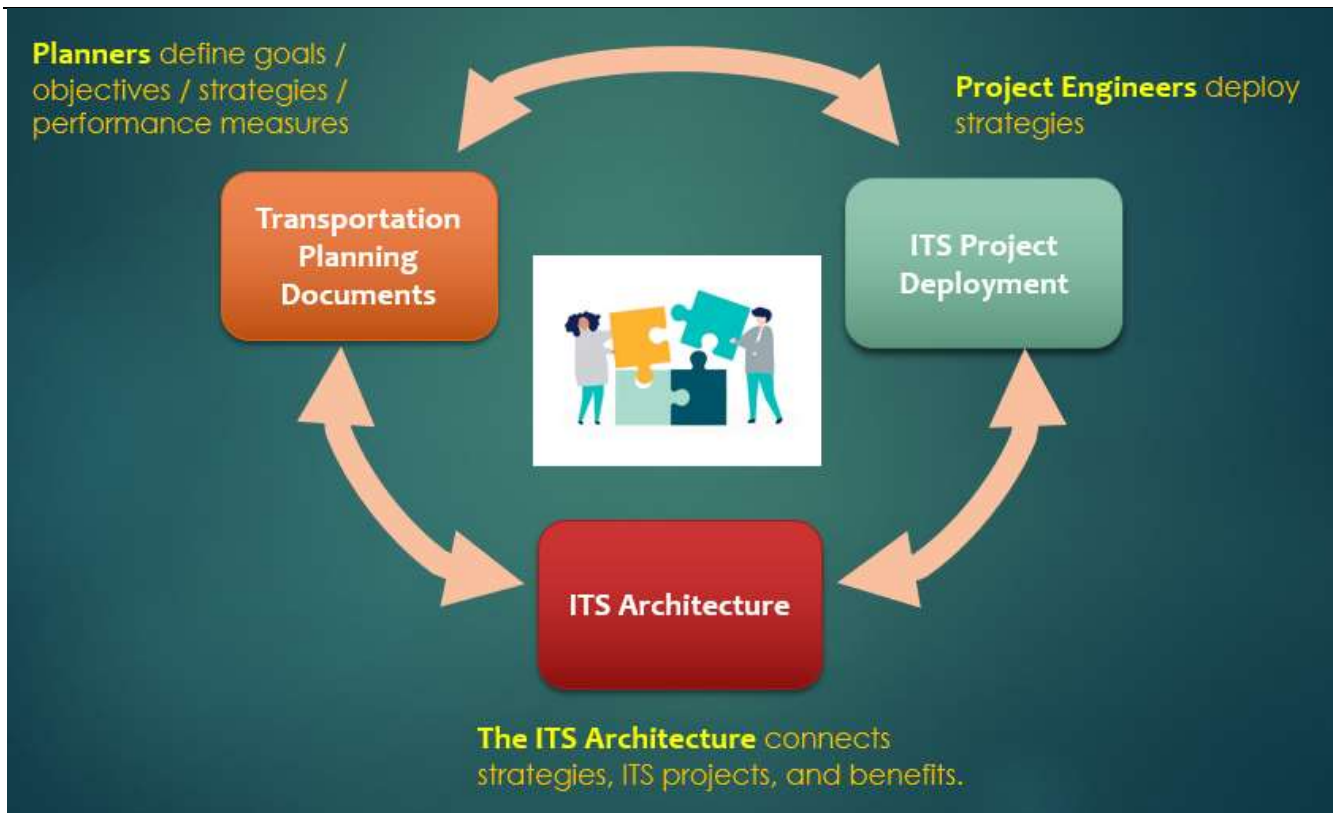 Planners define goals /
objectives / strategies /
performance measures
Project Engineers deploy
strategies
Transportation
Planning
Documents
ITS Project
Deployment
ITS Architecture
The ITS Architecture connects
strategies, ITS projects, and benefits.